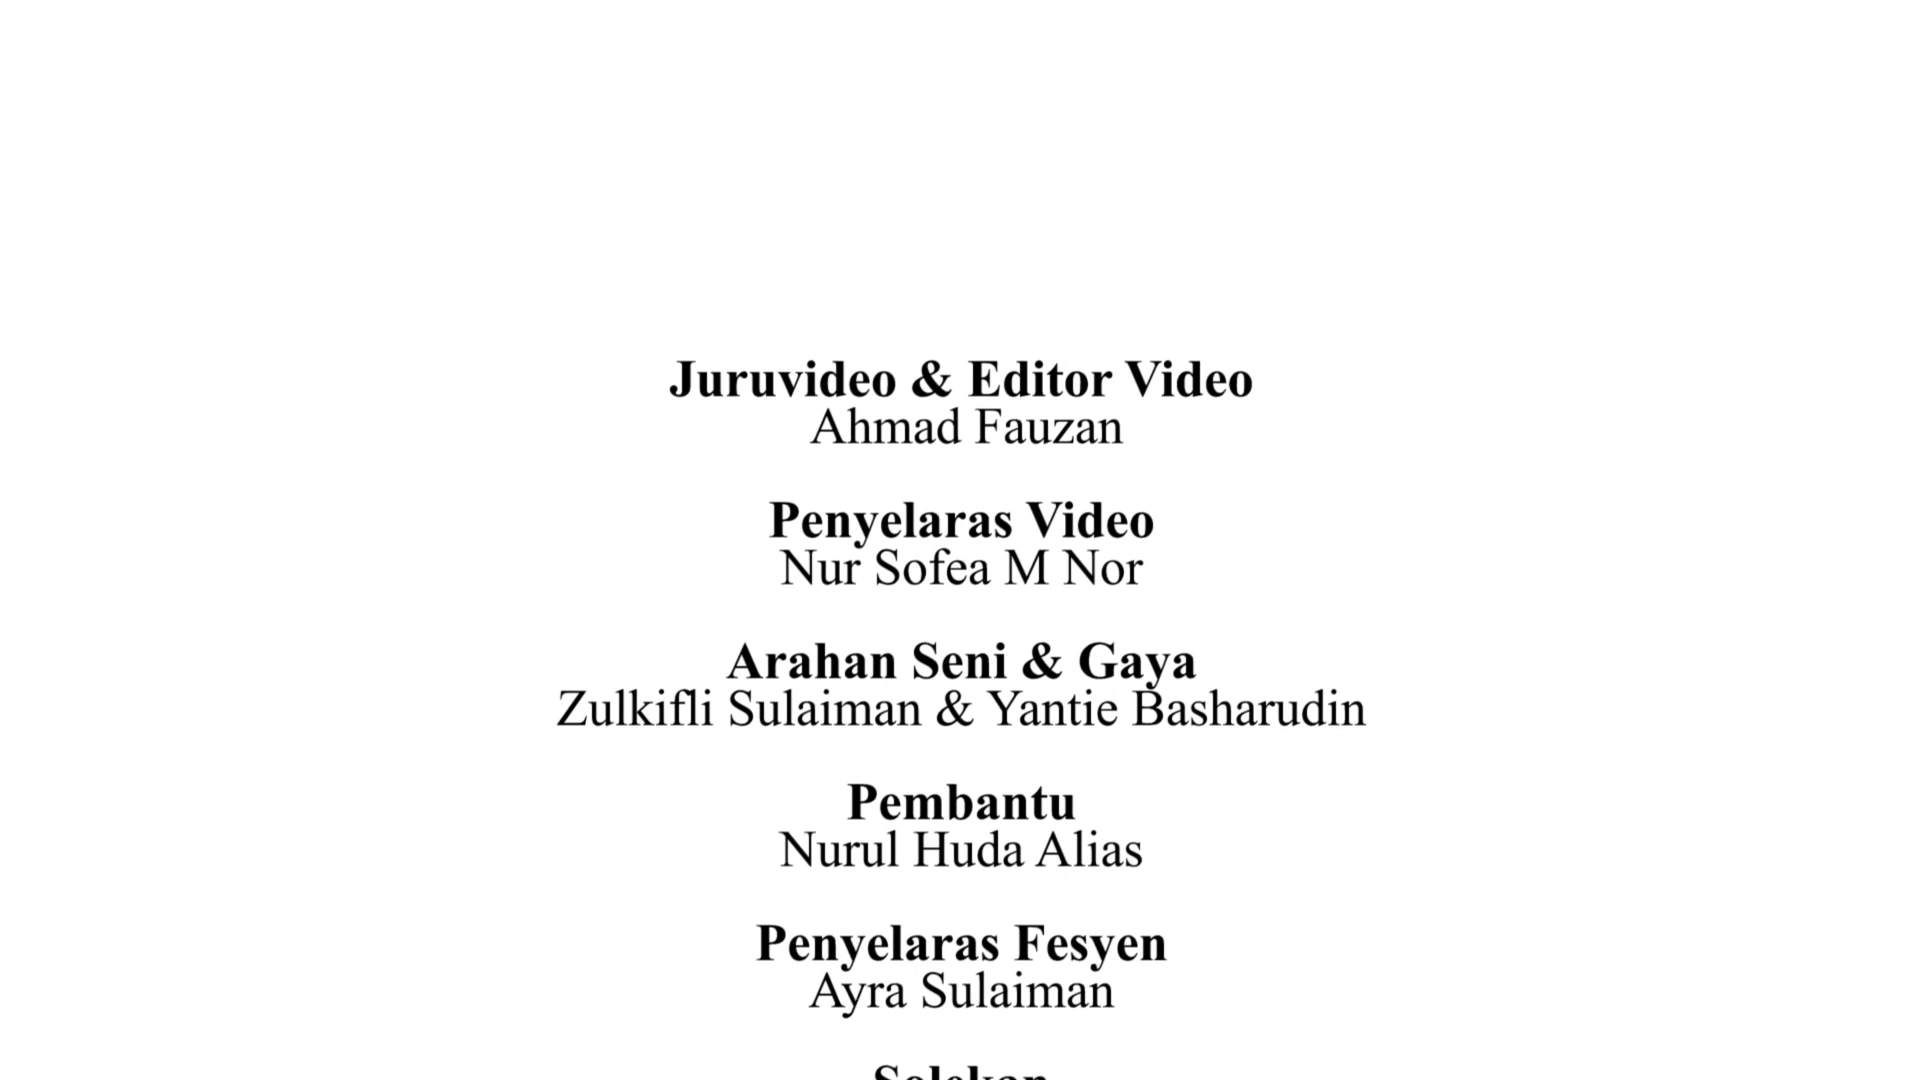 Juruvideo & Editor Video
Ahmad Fauzan
Penyelaras Video
Nur Sofea M Nor
Arahan Seni & Gaya
Zulkifli Sulaiman & Yantie Basharudin
Pembantu
Nurul Huda Alias
Penyelaras Fesyen
Ayra Sulaiman
Solekan